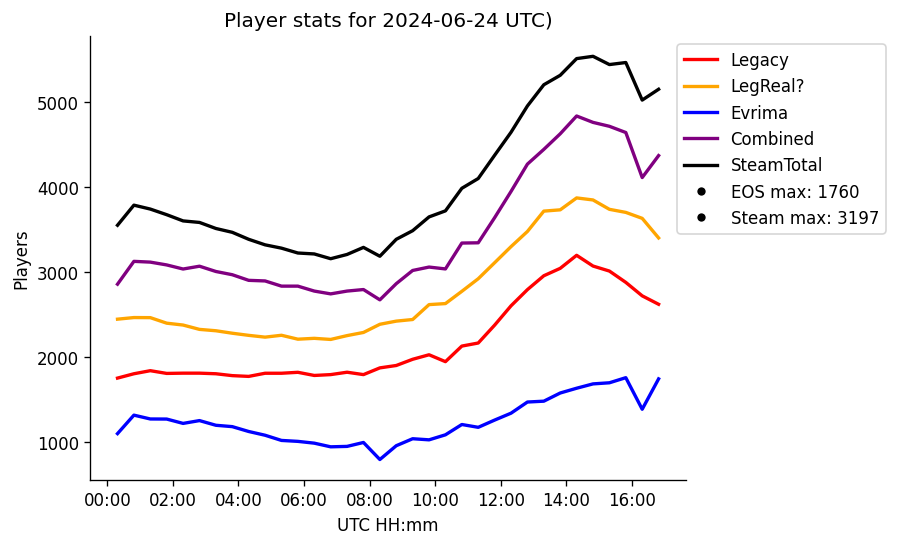 Player stats for 2024-06-24 UTC)
Legacy
LegReal?
Evrima
Combined
SteamTotal
EOS max: 1760
Steam max: 3197
Players
5000
4000
3000
2000
1000
00:00 02:00 04:00 06:00 08:00 10:00 12:00 14:00 16:00
UTC HH:mm